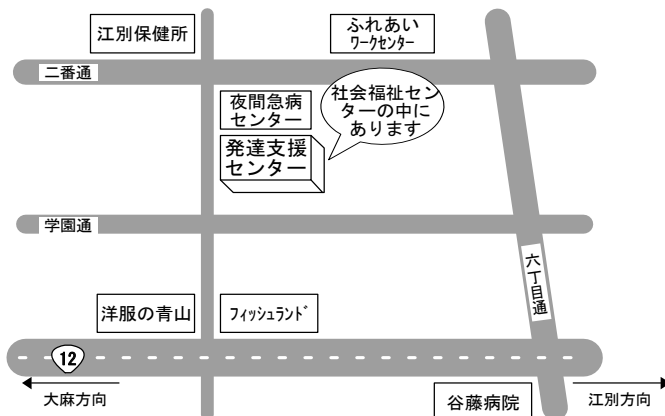 江別保健所
ふれあい
ワークセンター
二番通
夜間急病
センター
社会福祉セン
ターの中に
あります
発達支援
センター
学園通
六丁目通
洋服の青山
フィッシュランド
12
大麻方向
谷藤病院
江別方向